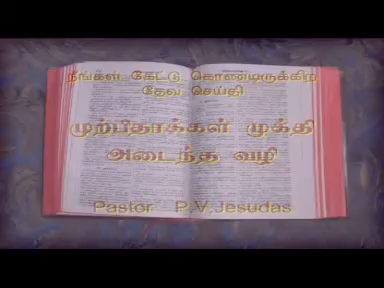 நீங்கள் கேட்டு கொண்டிருக்கிற
தேவ செய்தி
முற்பிதாக்கள் முக்தி
அடைந்த வழி
Pastor P.V.Jesudas